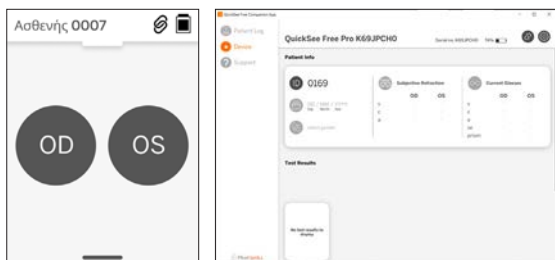 Ασθενής 0007
OD OS
QuickSee Free Companion App
Patient Log
Device
Support
QuickSee Free Pro K69JPCH0
74%
Patient Info
0169
Subjective Refraction
OD OS
Current Glasses
OD OS
Test Results
No test results to
display